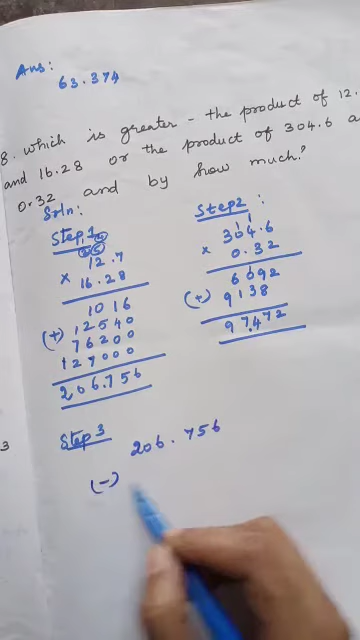 Ans:
63.374
8. Which is greater - the product of 12.
and 16.28 or the product of 304.6 a
0.32 and by how much?
Soln:
Step 1
12.7
× 16.28
1016
(+) 12540
76200
127000
206.756
Step 2 :
304.6
× 0.32
6092
(+) 9138
97.472
Step 3
206.756
(-)
3